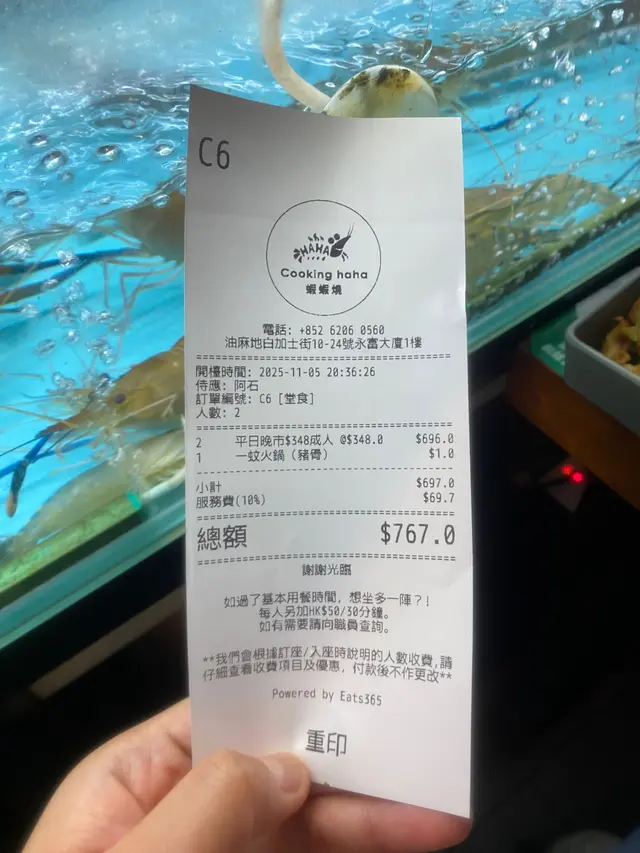 C6
HAHA
Cooking haha
蝦蝦燒
電話: +852 6206 0560
油麻地白加士街10-24號永富大廈1樓
開檯時間: 2025-11-05 20:36:26
侍應: 阿石
訂單編號: C6 [堂食]
人數: 2
2 平日晚市$348成人 @$348.0 $696.0
1 一蚊火鍋（豬骨） $1.0
小計 $697.0
服務費(10%) $69.7
總額 $767.0
謝謝光臨
如過了基本用餐時間, 想坐多一陣?!
每人另加HK$50/30分鐘。
如有需要請向職員查詢。
**我們會根據訂座/入座時說明的人數收費,請
仔細查看收費項目及優惠, 付款後不作更改**
Powered by Eats365
重印